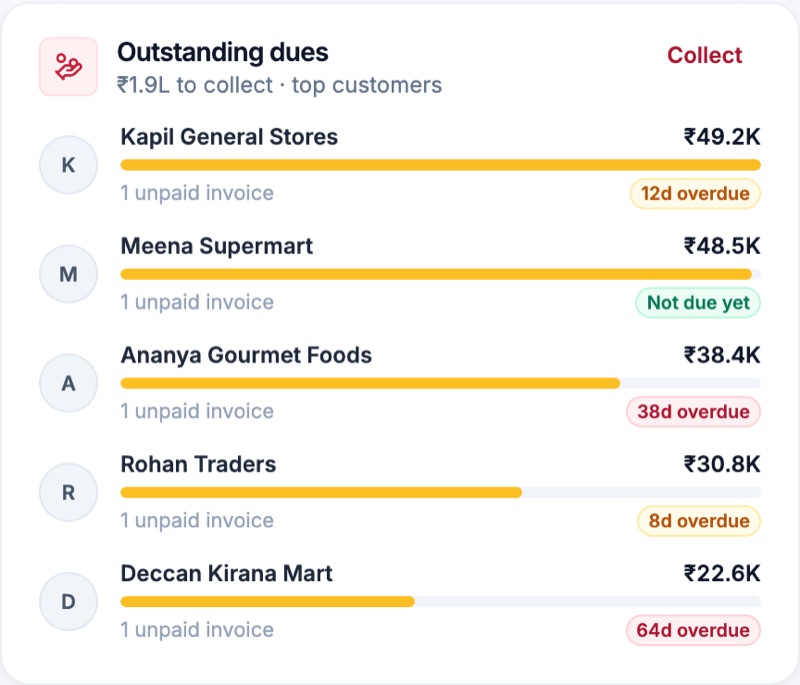 Outstanding dues
Collect
₹1.9L to collect · top customers
K
Kapil General Stores
₹49.2K
1 unpaid invoice
12d overdue
M
Meena Supermart
₹48.5K
1 unpaid invoice
Not due yet
A
Ananya Gourmet Foods
₹38.4K
1 unpaid invoice
38d overdue
R
Rohan Traders
₹30.8K
1 unpaid invoice
8d overdue
D
Deccan Kirana Mart
₹22.6K
1 unpaid invoice
64d overdue